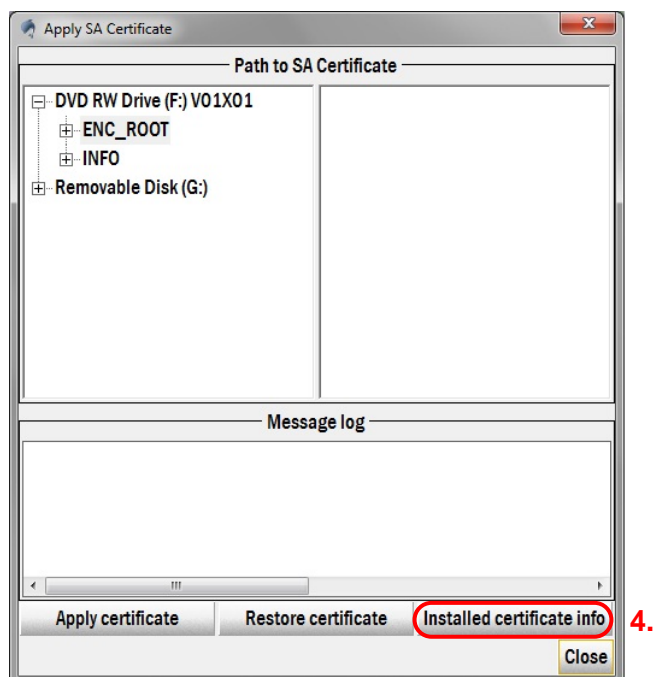 Apply SA Certificate
x
Path to SA Certificate
DVD RW Drive (F:) V01X01
ENC_ROOT
INFO
Removable Disk (G:)
Message log
Apply certificate Restore certificate Installed certificate info 4.
Close